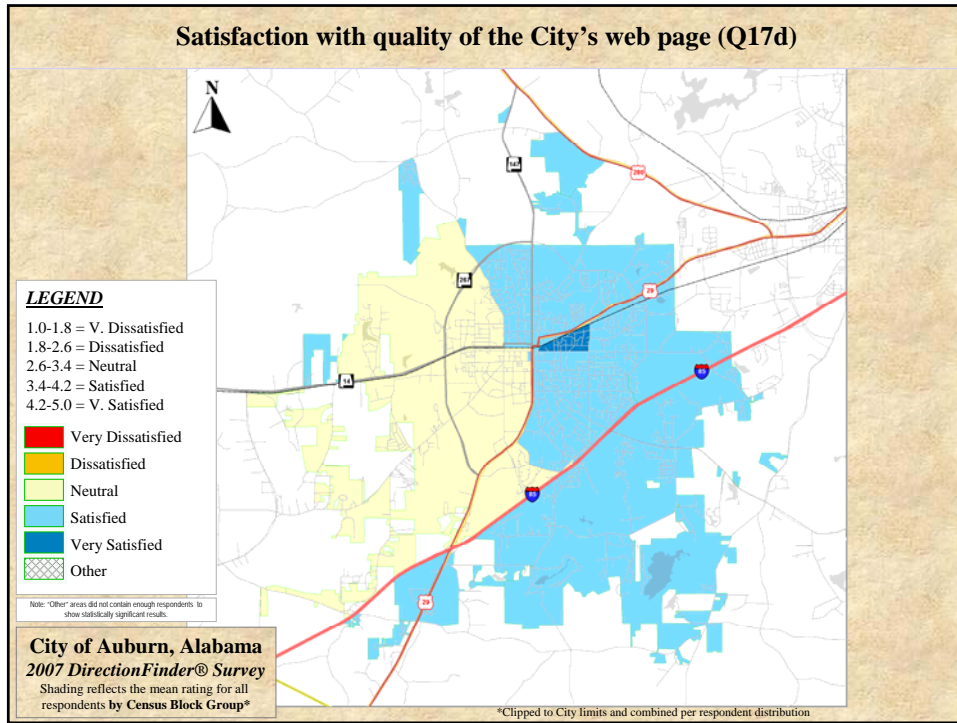 Satisfaction with quality of the City's web page (Q17d)
N
147
280
267
29
14
85
85
29
LEGEND
1.0-1.8 = V. Dissatisfied
1.8-2.6 = Dissatisfied
2.6-3.4 = Neutral
3.4-4.2 = Satisfied
4.2-5.0 = V. Satisfied
Very Dissatisfied
Dissatisfied
Neutral
Satisfied
Very Satisfied
Other
Note: "Other" areas did not contain enough respondents to
show statistically significant results.
City of Auburn, Alabama
2007 DirectionFinder® Survey
Shading reflects the mean rating for all
respondents by Census Block Group*
*Clipped to City limits and combined per respondent distribution